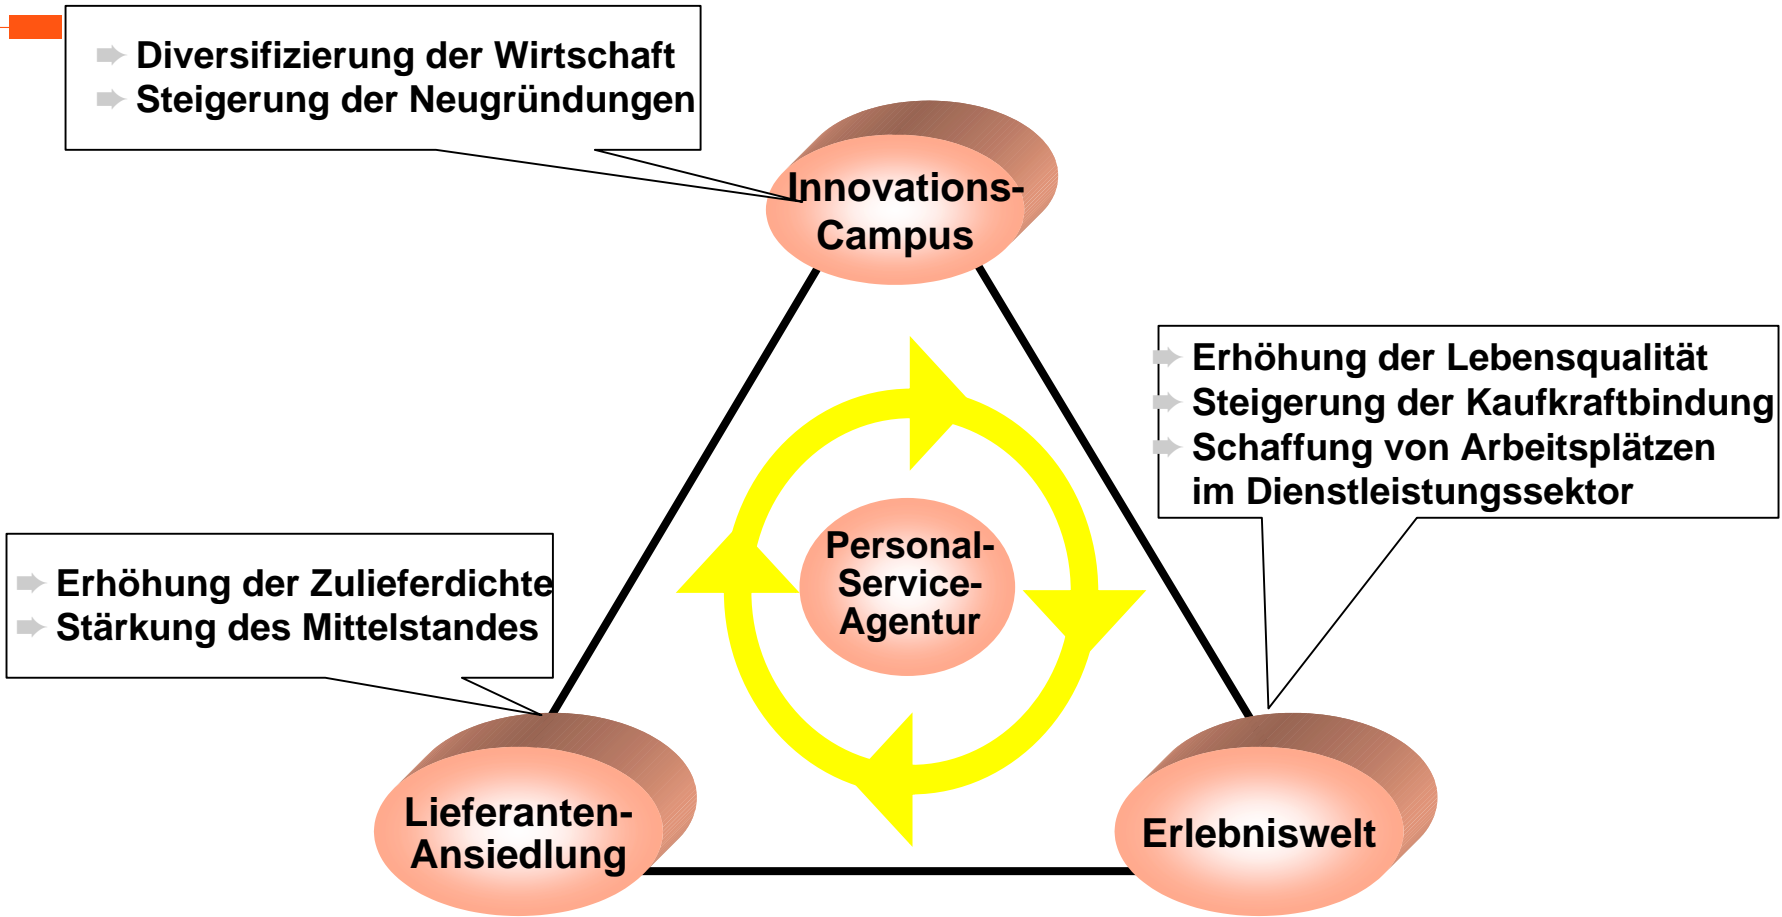 Diversifizierung der Wirtschaft
Steigerung der Neugründungen
Innovations-
Campus
Erhöhung der Lebensqualität
Steigerung der Kaufkraftbindung
Schaffung von Arbeitsplätzen
im Dienstleistungssektor
Personal-
Service-
Agentur
Erhöhung der Zulieferdichte
Stärkung des Mittelstandes
Lieferanten-
Ansiedlung
Erlebniswelt